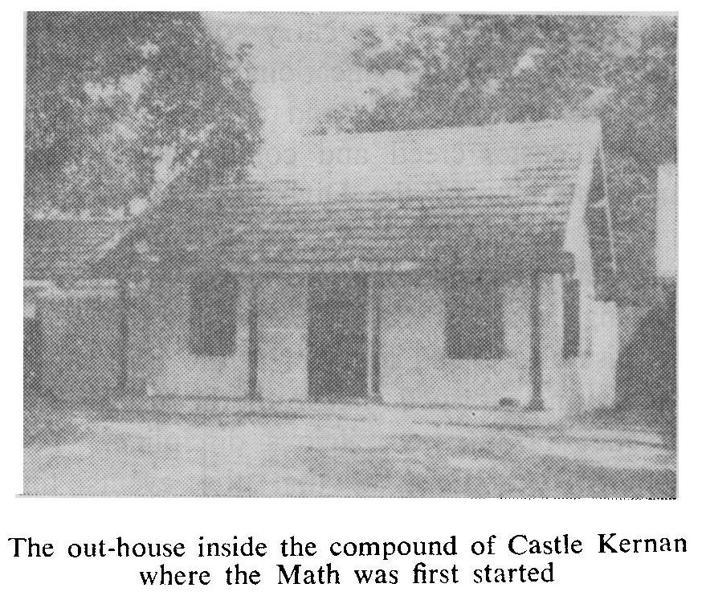 The out-house inside the compound of Castle Kernan
where the Math was first started